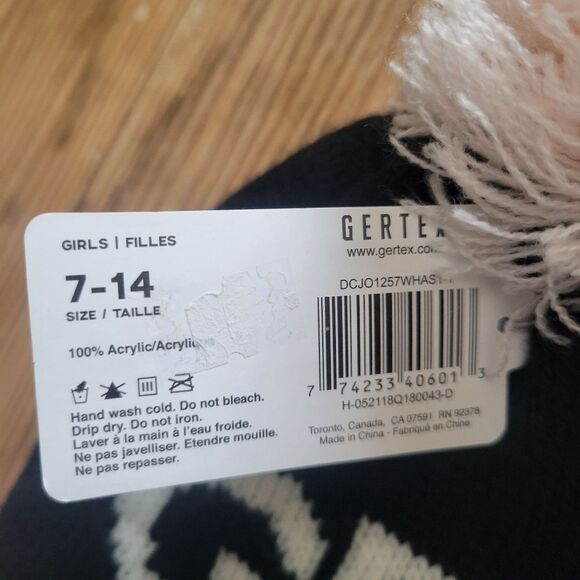 GIRLS | FILLES
7-14
SIZE / TAILLE
100% Acrylic/Acrylique
Hand wash cold. Do not bleach.
Drip dry. Do not iron.
Laver à la main à l'eau froide.
Ne pas javelliser. Etendre mouille.
Ne pas repasser.
GERTEX
www.gertex.com
7 74233 40601 3
H-052118Q180043-D
Toronto, Canada, CA 07591 RN 92378
Made in China - Fabriqué en Chine